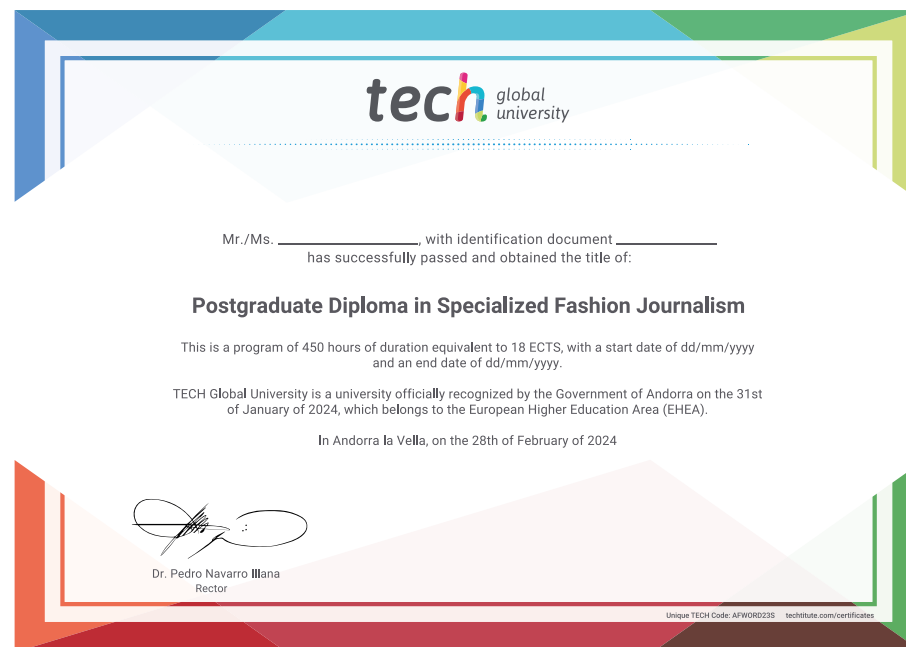 tech global
university
Mr./Ms. ____________________, with identification document ______________
has successfully passed and obtained the title of:
Postgraduate Diploma in Specialized Fashion Journalism
This is a program of 450 hours of duration equivalent to 18 ECTS, with a start date of dd/mm/yyyy
and an end date of dd/mm/yyyy.
TECH Global University is a university officially recognized by the Government of Andorra on the 31st
of January of 2024, which belongs to the European Higher Education Area (EHEA).
In Andorra la Vella, on the 28th of February of 2024
Dr. Pedro Navarro Illana
Rector
Unique TECH Code: AFWORD23S techtitute.com/certificates